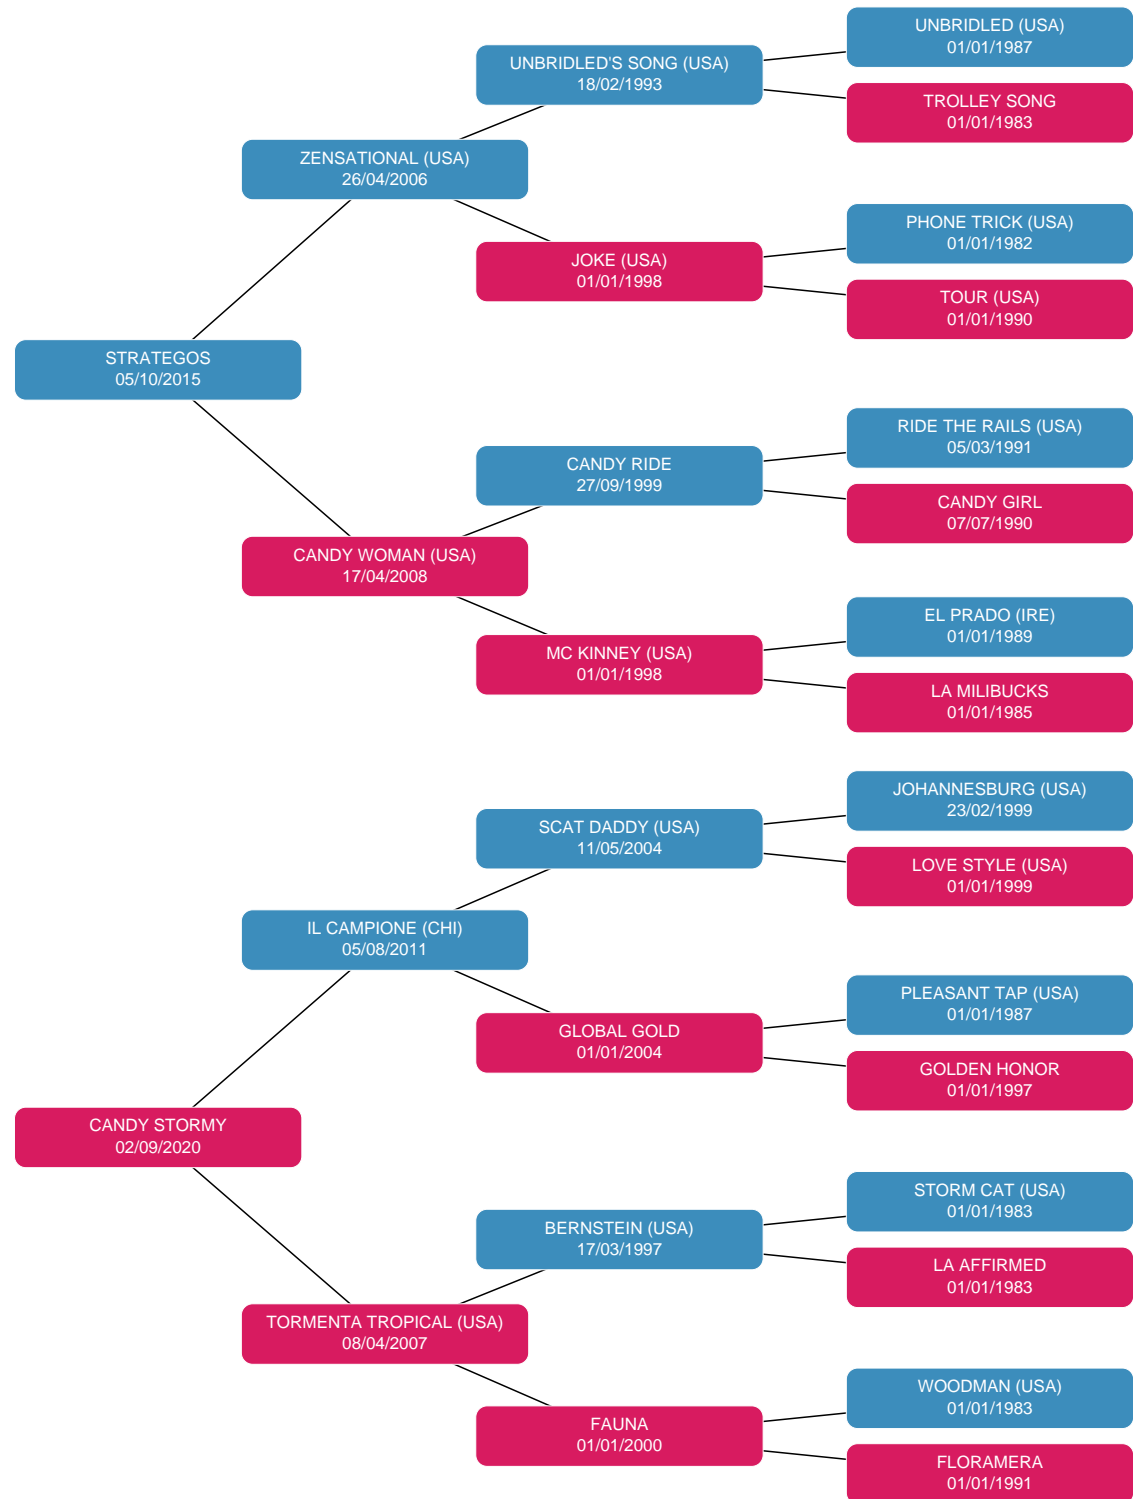 UNBRIDLED (USA)
01/01/1987
UNBRIDLED'S SONG (USA)
18/02/1993
TROLLEY SONG
01/01/1983
ZENSATIONAL (USA)
26/04/2006
PHONE TRICK (USA)
01/01/1982
JOKE (USA)
01/01/1998
TOUR (USA)
01/01/1990
STRATEGOS
05/10/2015
RIDE THE RAILS (USA)
05/03/1991
CANDY RIDE
27/09/1999
CANDY GIRL
07/07/1990
CANDY WOMAN (USA)
17/04/2008
EL PRADO (IRE)
01/01/1989
MC KINNEY (USA)
01/01/1998
LA MILIBUCKS
01/01/1985
JOHANNESBURG (USA)
23/02/1999
SCAT DADDY (USA)
11/05/2004
LOVE STYLE (USA)
01/01/1999
IL CAMPIONE (CHI)
05/08/2011
PLEASANT TAP (USA)
01/01/1987
GLOBAL GOLD
01/01/2004
GOLDEN HONOR
01/01/1997
CANDY STORMY
02/09/2020
STORM CAT (USA)
01/01/1983
BERNSTEIN (USA)
17/03/1997
LA AFFIRMED
01/01/1983
TORMENTA TROPICAL (USA)
08/04/2007
WOODMAN (USA)
01/01/1983
FAUNA
01/01/2000
FLORAMERA
01/01/1991